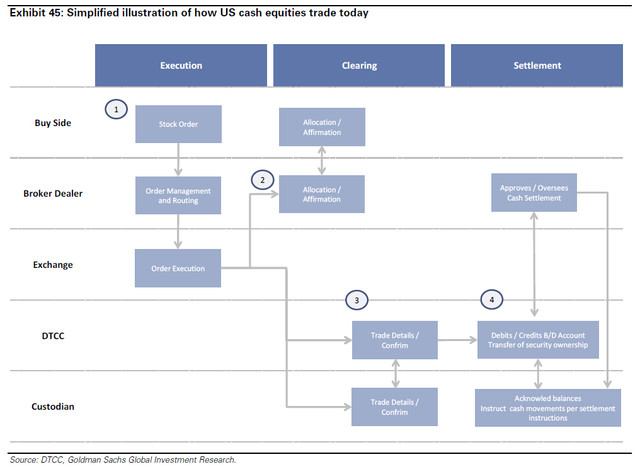 Exhibit 45: Simplified illustration of how US cash equities trade today
Execution
Clearing
Settlement
Buy Side
1
Stock Order
Allocation /
Affirmation
Broker Dealer
Order Management
and Routing
2
Allocation /
Affirmation
Approves / Oversees
Cash Settlement
Exchange
Order Execution
3
4
DTCC
Trade Details /
Confrim
Debits / Credits B/D Account
Transfer of security ownership
Custodian
Trade Details /
Confrim
Acknowled balances
Instruct cash movements per settlement
instructions
Source: DTCC, Goldman Sachs Global Investment Research.